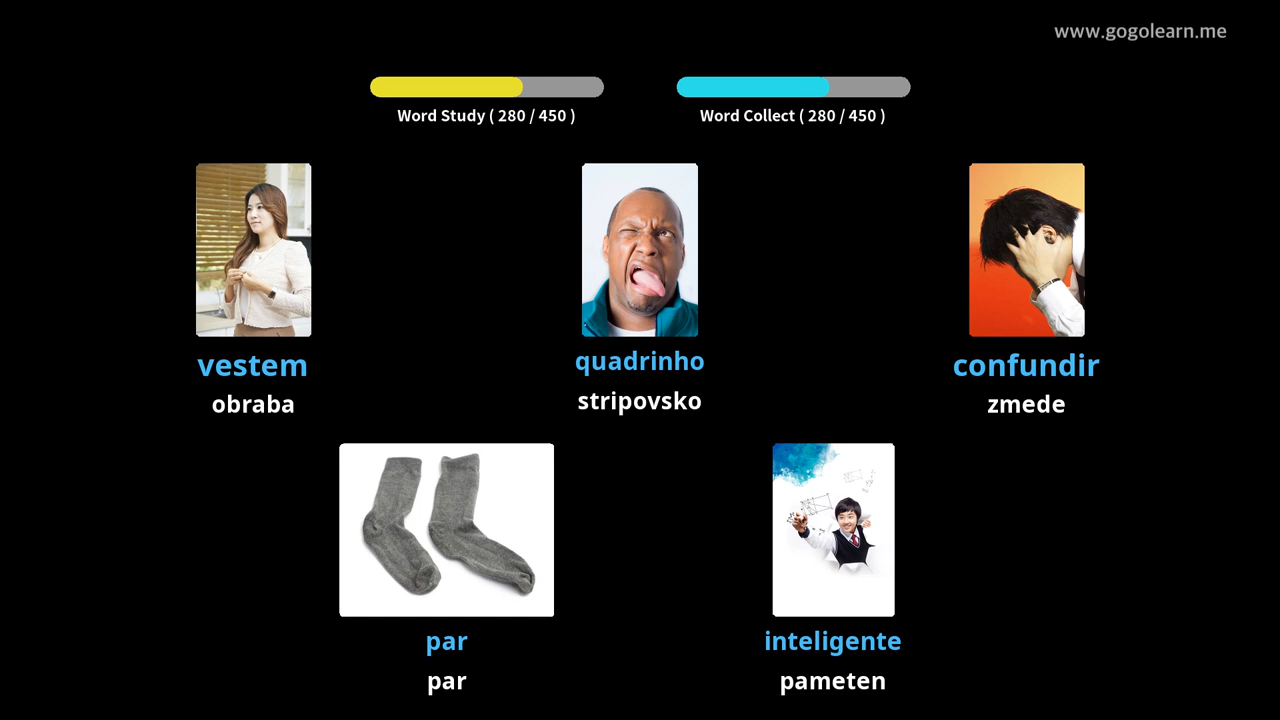 www.gogolearn.me
Word Study ( 280 / 450 )
Word Collect ( 280 / 450 )
vestem
obraba
quadrinho
stripovsko
confundir
zmede
par
par
inteligente
pameten